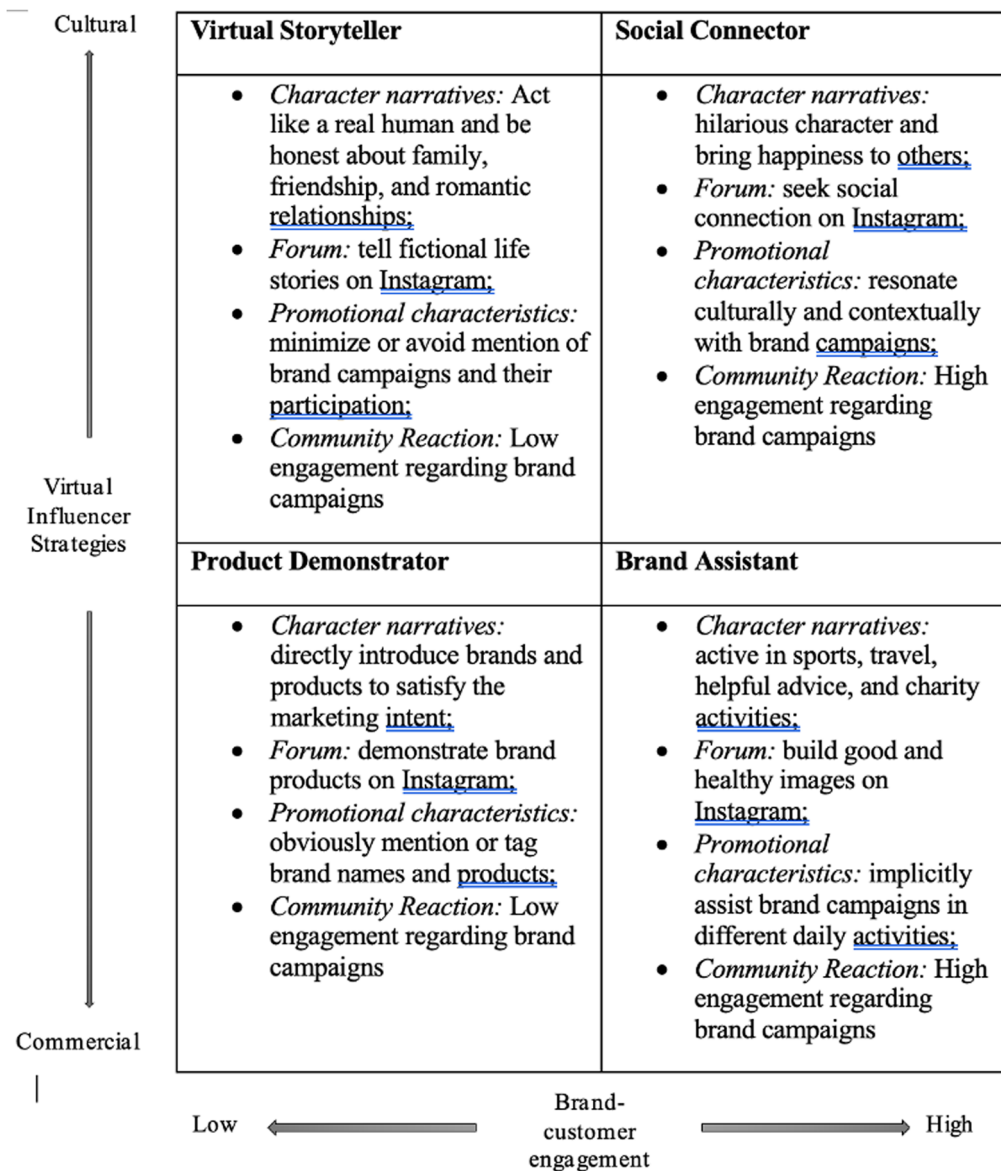 Cultural
Virtual
Influencer
Strategies
Commercial
Virtual Storyteller
• Character narratives: Act
like a real human and be
honest about family,
friendship, and romantic
relationships;
• Forum: tell fictional life
stories on Instagram;
• Promotional characteristics:
minimize or avoid mention of
brand campaigns and their
participation;
• Community Reaction: Low
engagement regarding brand
campaigns
Social Connector
• Character narratives:
hilarious character and
bring happiness to others;
• Forum: seek social
connection on Instagram;
• Promotional
characteristics: resonate
culturally and contextually
with brand campaigns;
• Community Reaction: High
engagement regarding
brand campaigns
Product Demonstrator
• Character narratives:
directly introduce brands and
products to satisfy the
marketing intent;
• Forum: demonstrate brand
products on Instagram;
• Promotional characteristics:
obviously mention or tag
brand names and products;
• Community Reaction: Low
engagement regarding brand
campaigns
Brand Assistant
• Character narratives:
active in sports, travel,
helpful advice, and charity
activities;
• Forum: build good and
healthy images on
Instagram;
• Promotional
characteristics: implicitly
assist brand campaigns in
different daily activities;
• Community Reaction: High
engagement regarding
brand campaigns
Low
Brand-
customer
engagement
High